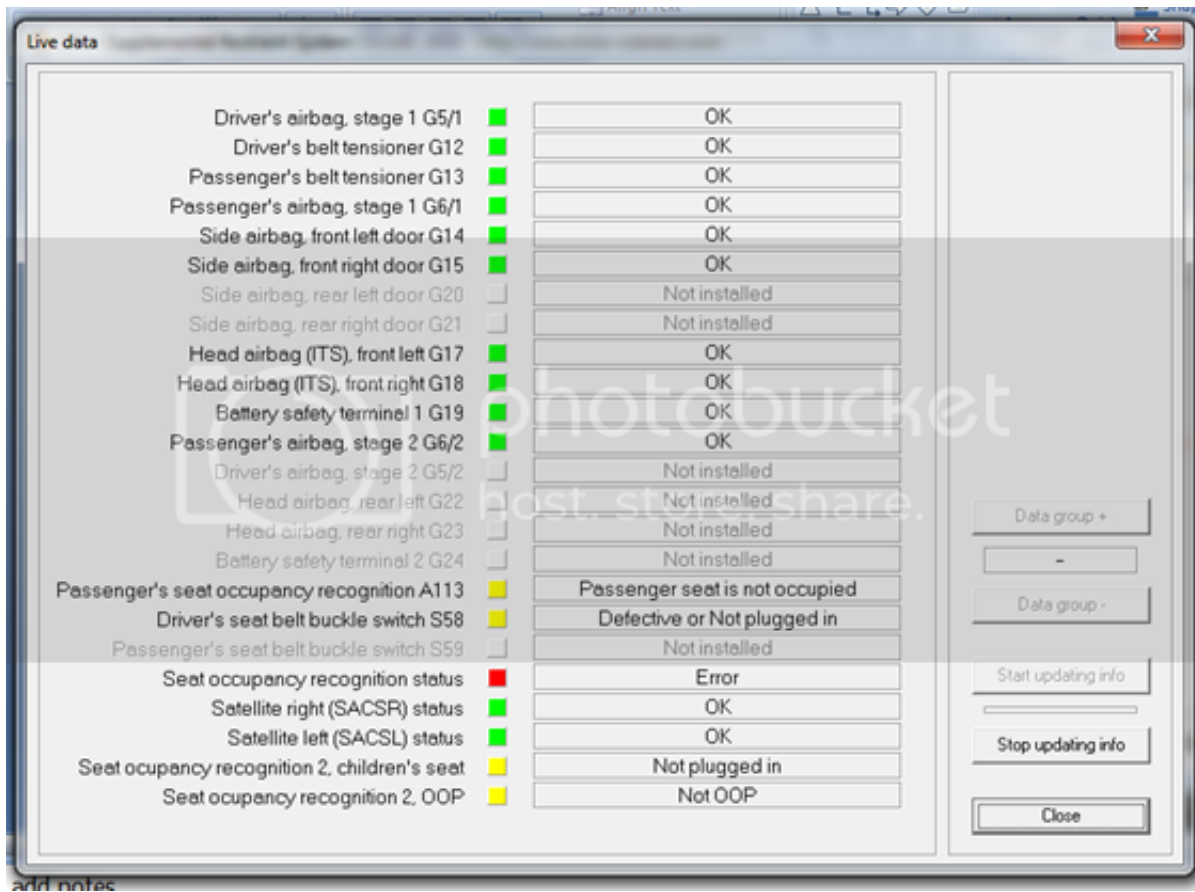 Align Text
Live data
Driver's airbag, stage 1 G5/1 OK
Driver's belt tensioner G12 OK
Passenger's belt tensioner G13 OK
Passenger's airbag, stage 1 G6/1 OK
Side airbag, front left door G14 OK
Side airbag, front right door G15 OK
Side airbag, rear left door G20 Not installed
Side airbag, rear right door G21 Not installed
Head airbag (ITS), front left G17 OK
Head airbag (ITS), front right G18 OK
Battery safety terminal 1 G19 OK
Passenger's airbag, stage 2 G6/2 OK
Driver's airbag, stage 2 G5/2 Not installed
Head airbag, rear left G22 Not installed
Head airbag, rear right G23 Not installed
Battery safety terminal 2 G24 Not installed
Passenger's seat occupancy recognition A113 Passenger seat is not occupied
Driver's seat belt buckle switch S58 Defective or Not plugged in
Passenger's seat belt buckle switch S59 Not installed
Seat occupancy recognition status Error
Satellite right (SACSR) status OK
Satellite left (SACSL) status OK
Seat ocupancy recognition 2, children's seat Not plugged in
Seat ocupancy recognition 2, OOP Not OOP
Data group +
-
Data group -
Start updating info
Stop updating info
Close
photobucket
host. store. share.
add notes